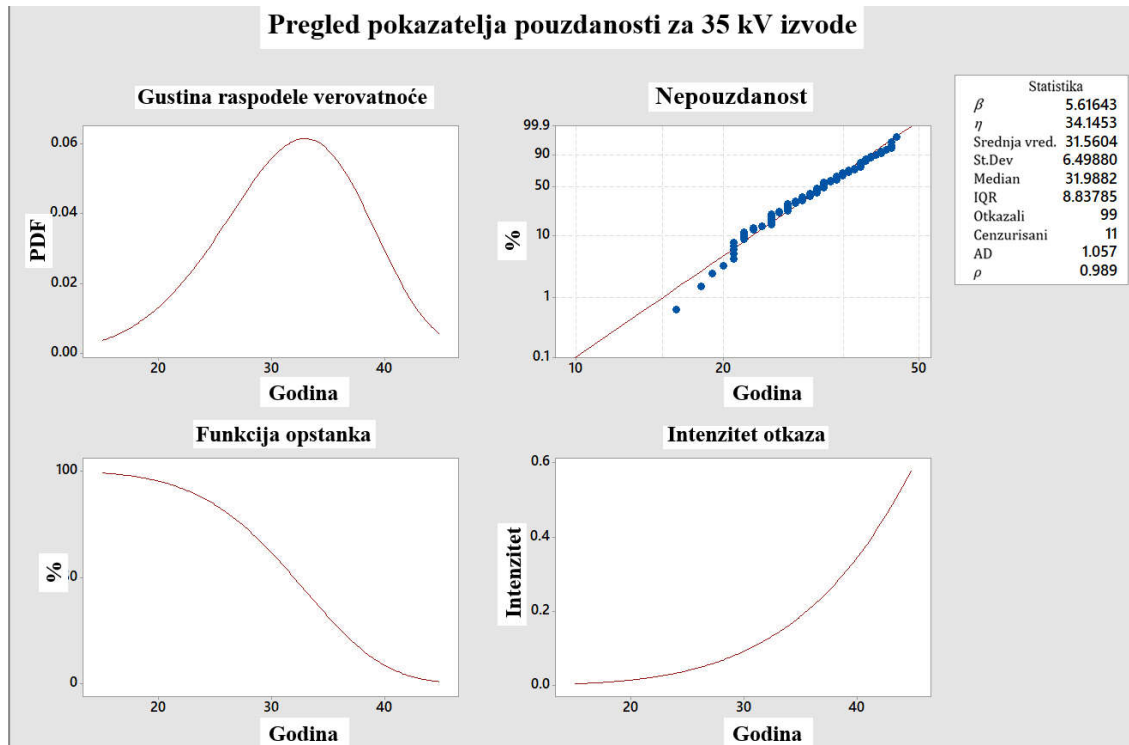 Pregled pokazatelja pouzdanosti za 35 kV izvode
Gustina raspodele verovatnoće
PDF
0.06
0.04
0.02
0.00
20
30
40
Godina
Nepouzdanost
%
99.9
90
50
10
1
0.1
10
20
50
Godina
Statistika
β 5.61643
η 34.1453
Srednja vred. 31.5604
St.Dev 6.49880
Median 31.9882
IQR 8.83785
Otkazali 99
Cenzurisani 11
AD 1.057
ρ 0.989
Funkcija opstanka
%
100
0
0
20
30
40
Godina
Intenzitet otkaza
Intenzitet
0.6
0.4
0.2
0.0
20
30
40
Godina